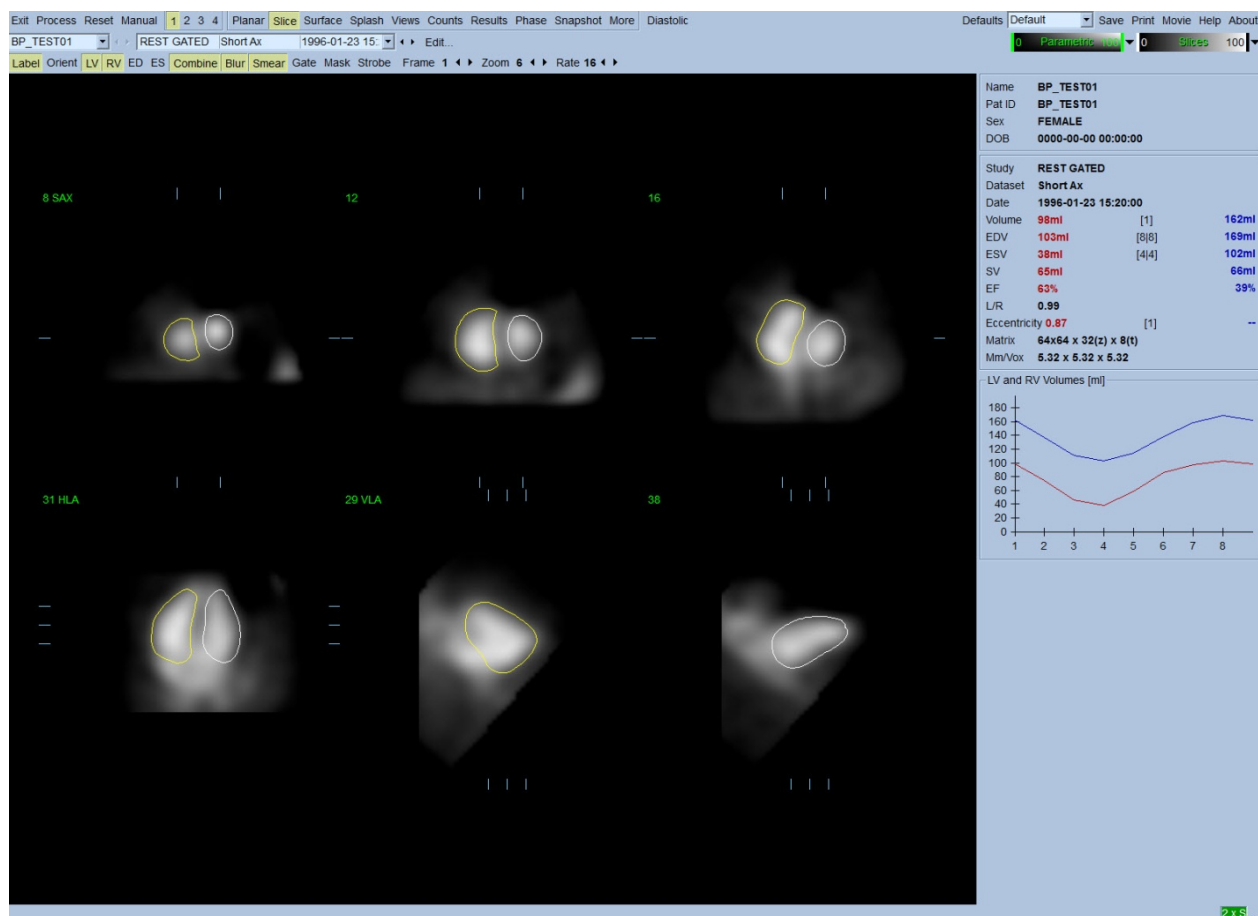 Exit Process Reset Manual 1 2 3 4 Planar Slice Surface Splash Views Counts Results Phase Snapshot More Diastolic Defaults Default Save Print Movie Help About
BP_TEST01 REST GATED Short Ax 1996-01-23 15: Edit... 0 Parametric 100 0 Slices 100
Label Orient LV RV ED ES Combine Blur Smear Gate Mask Strobe Frame 1 Zoom 6 Rate 16
Name BP_TEST01
Pat ID BP_TEST01
Sex FEMALE
DOB 0000-00-00 00:00:00
Study REST GATED
Dataset Short Ax
Date 1996-01-23 15:20:00
Volume 98ml [1] 162ml
EDV 103ml [8|8] 169ml
ESV 38ml [4|4] 102ml
SV 65ml 66ml
EF 63% 39%
L/R 0.99
Eccentricity 0.87 [1] --
Matrix 64x64 x 32(z) x 8(t)
Mm/Vox 5.32 x 5.32 x 5.32
LV and RV Volumes [ml]
180
160
140
120
100
80
60
40
20
0
1 2 3 4 5 6 7 8
8 SAX 12 16
31 HLA 29 VLA 38
2 x S